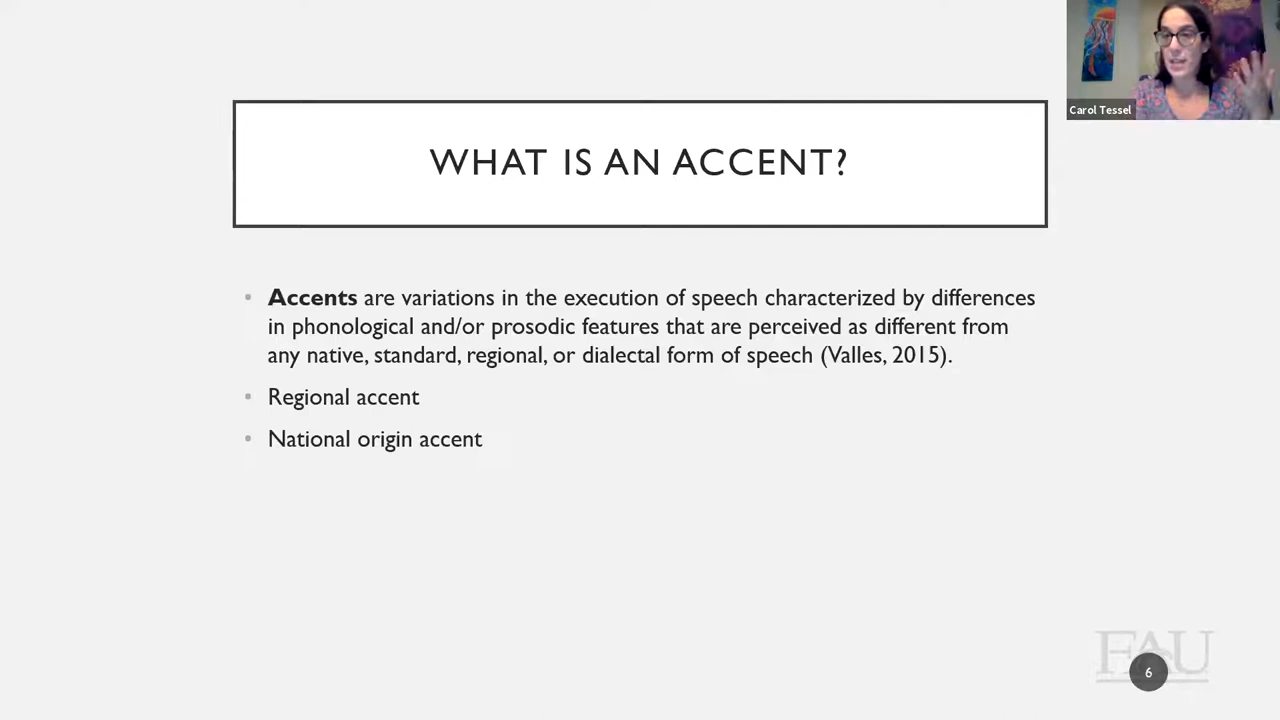 Carol Tessel
WHAT IS AN ACCENT?
• Accents are variations in the execution of speech characterized by differences
in phonological and/or prosodic features that are perceived as different from
any native, standard, regional, or dialectal form of speech (Valles, 2015).
• Regional accent
• National origin accent
FAU
6